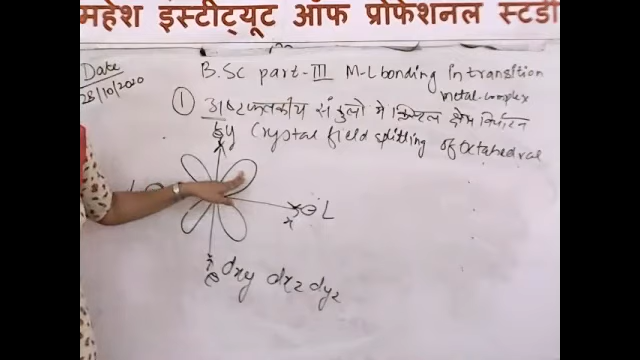 महेश इंस्टीट्यूट ऑफ प्रोफेशनल स्टडी
Date
28/10/2020
B.Sc part-III M-L bonding in transition
metal-complex
① अष्टफलकीय संकुलो मे क्रिस्टल क्षेत्र विपाटन
Crystal field splitting of octahedral
y
L
x
dxy dxz dyz